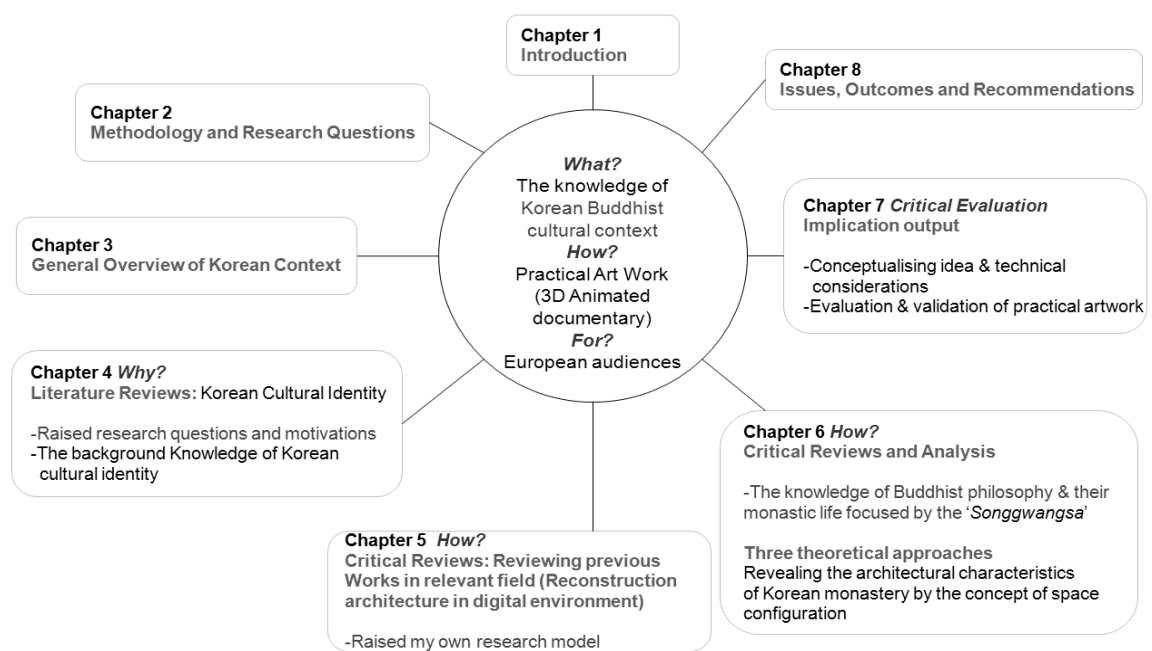 Chapter 1
Introduction
Chapter 8
Issues, Outcomes and Recommendations
Chapter 2
Methodology and Research Questions
What?
The knowledge of
Korean Buddhist
cultural context
How?
Practical Art Work
(3D Animated
documentary)
For?
European audiences
Chapter 7 Critical Evaluation
Implication output
-Conceptualising idea & technical
considerations
-Evaluation & validation of practical artwork
Chapter 3
General Overview of Korean Context
Chapter 4 Why?
Literature Reviews: Korean Cultural Identity
-Raised research questions and motivations
-The background Knowledge of Korean
cultural identity
Chapter 6 How?
Critical Reviews and Analysis
-The knowledge of Buddhist philosophy & their
monastic life focused by the ‘Songgwangsa’
Three theoretical approaches
Revealing the architectural characteristics
of Korean monastery by the concept of space
configuration
Chapter 5 How?
Critical Reviews: Reviewing previous
Works in relevant field (Reconstruction
architecture in digital environment)
-Raised my own research model